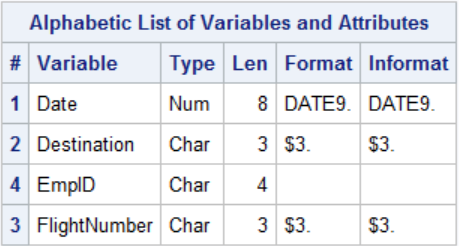 Alphabetic List of Variables and Attributes
# Variable Type Len Format Informat
1 Date Num 8 DATE9. DATE9.
2 Destination Char 3 $3. $3.
4 EmpID Char 4
3 FlightNumber Char 3 $3. $3.